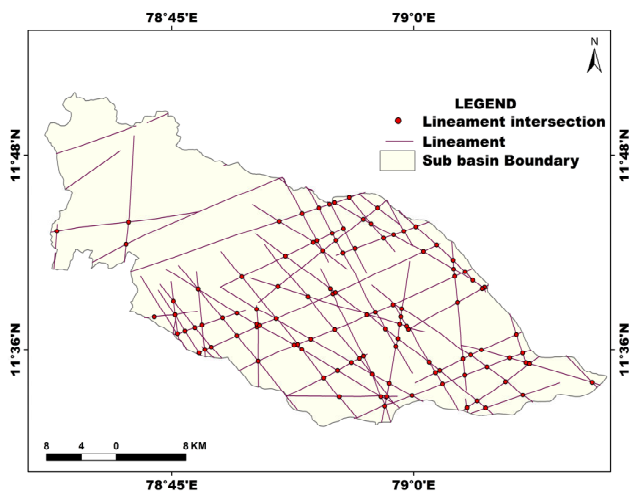 78°45'E 79°0'E
N
LEGEND
Lineament intersection
Lineament
Sub basin Boundary
11°48'N 11°48'N
11°36'N 11°36'N
8 4 0 8 KM
78°45'E 79°0'E